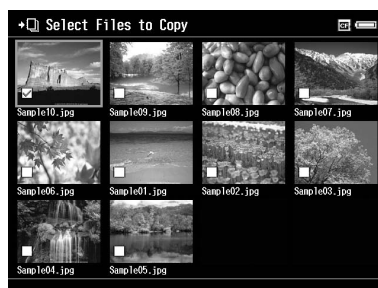 Select Files to Copy
CF
Sample10.jpg
Sample09.jpg
Sample08.jpg
Sample07.jpg
Sample06.jpg
Sample01.jpg
Sample02.jpg
Sample03.jpg
Sample04.jpg
Sample05.jpg